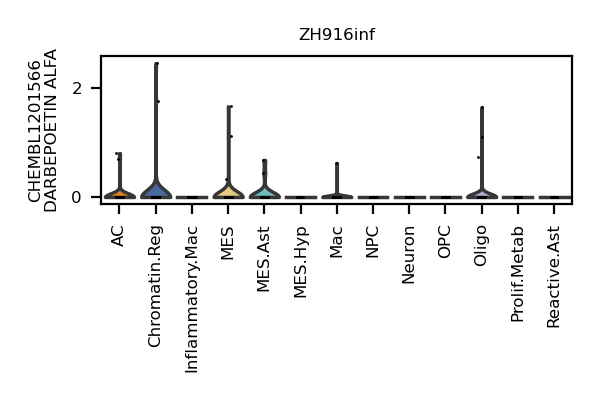 ZH916inf
CHEMBL1201566
DARBEPOETIN ALFA
2
0
AC
Chromatin.Reg
Inflammatory.Mac
MES
MES.Ast
MES.Hyp
Mac
NPC
Neuron
OPC
Oligo
Prolif.Metab
Reactive.Ast